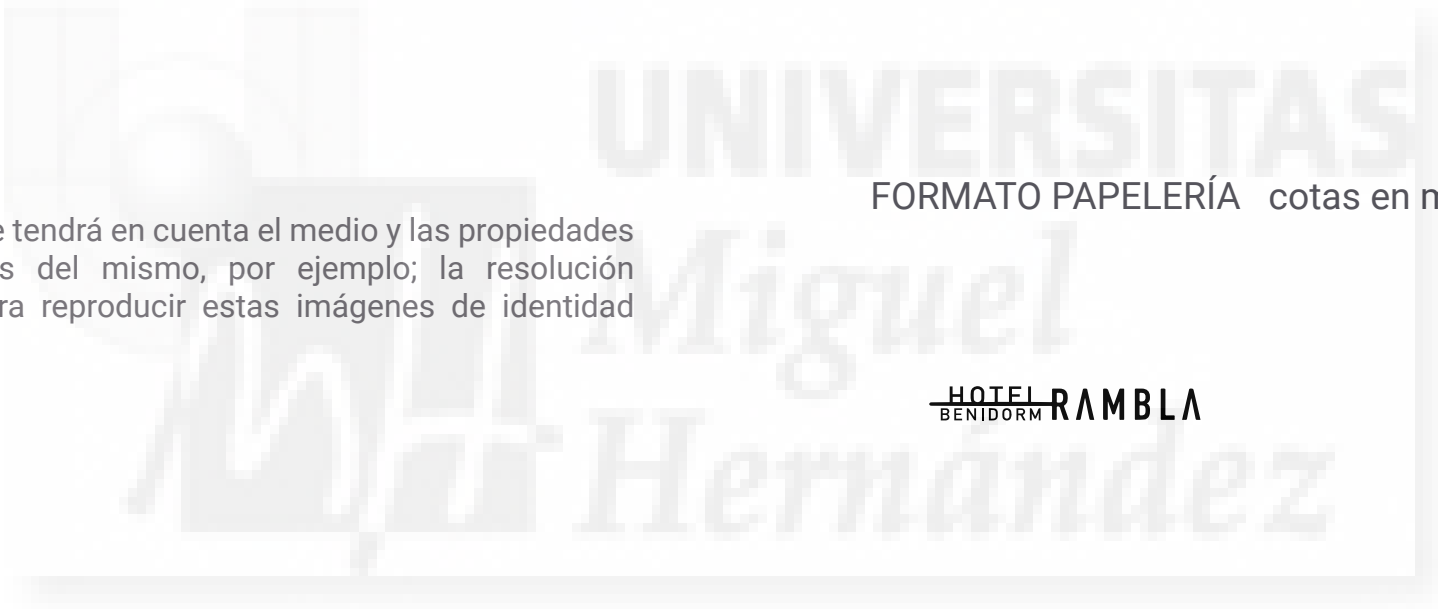 UNIVERSITAS
Miguel
Hernández
e tendrá en cuenta el medio y las propiedades
s del mismo, por ejemplo; la resolución
ra reproducir estas imágenes de identidad
FORMATO PAPELERÍA cotas en m
HOTEL
BENIDORM RAMBLA